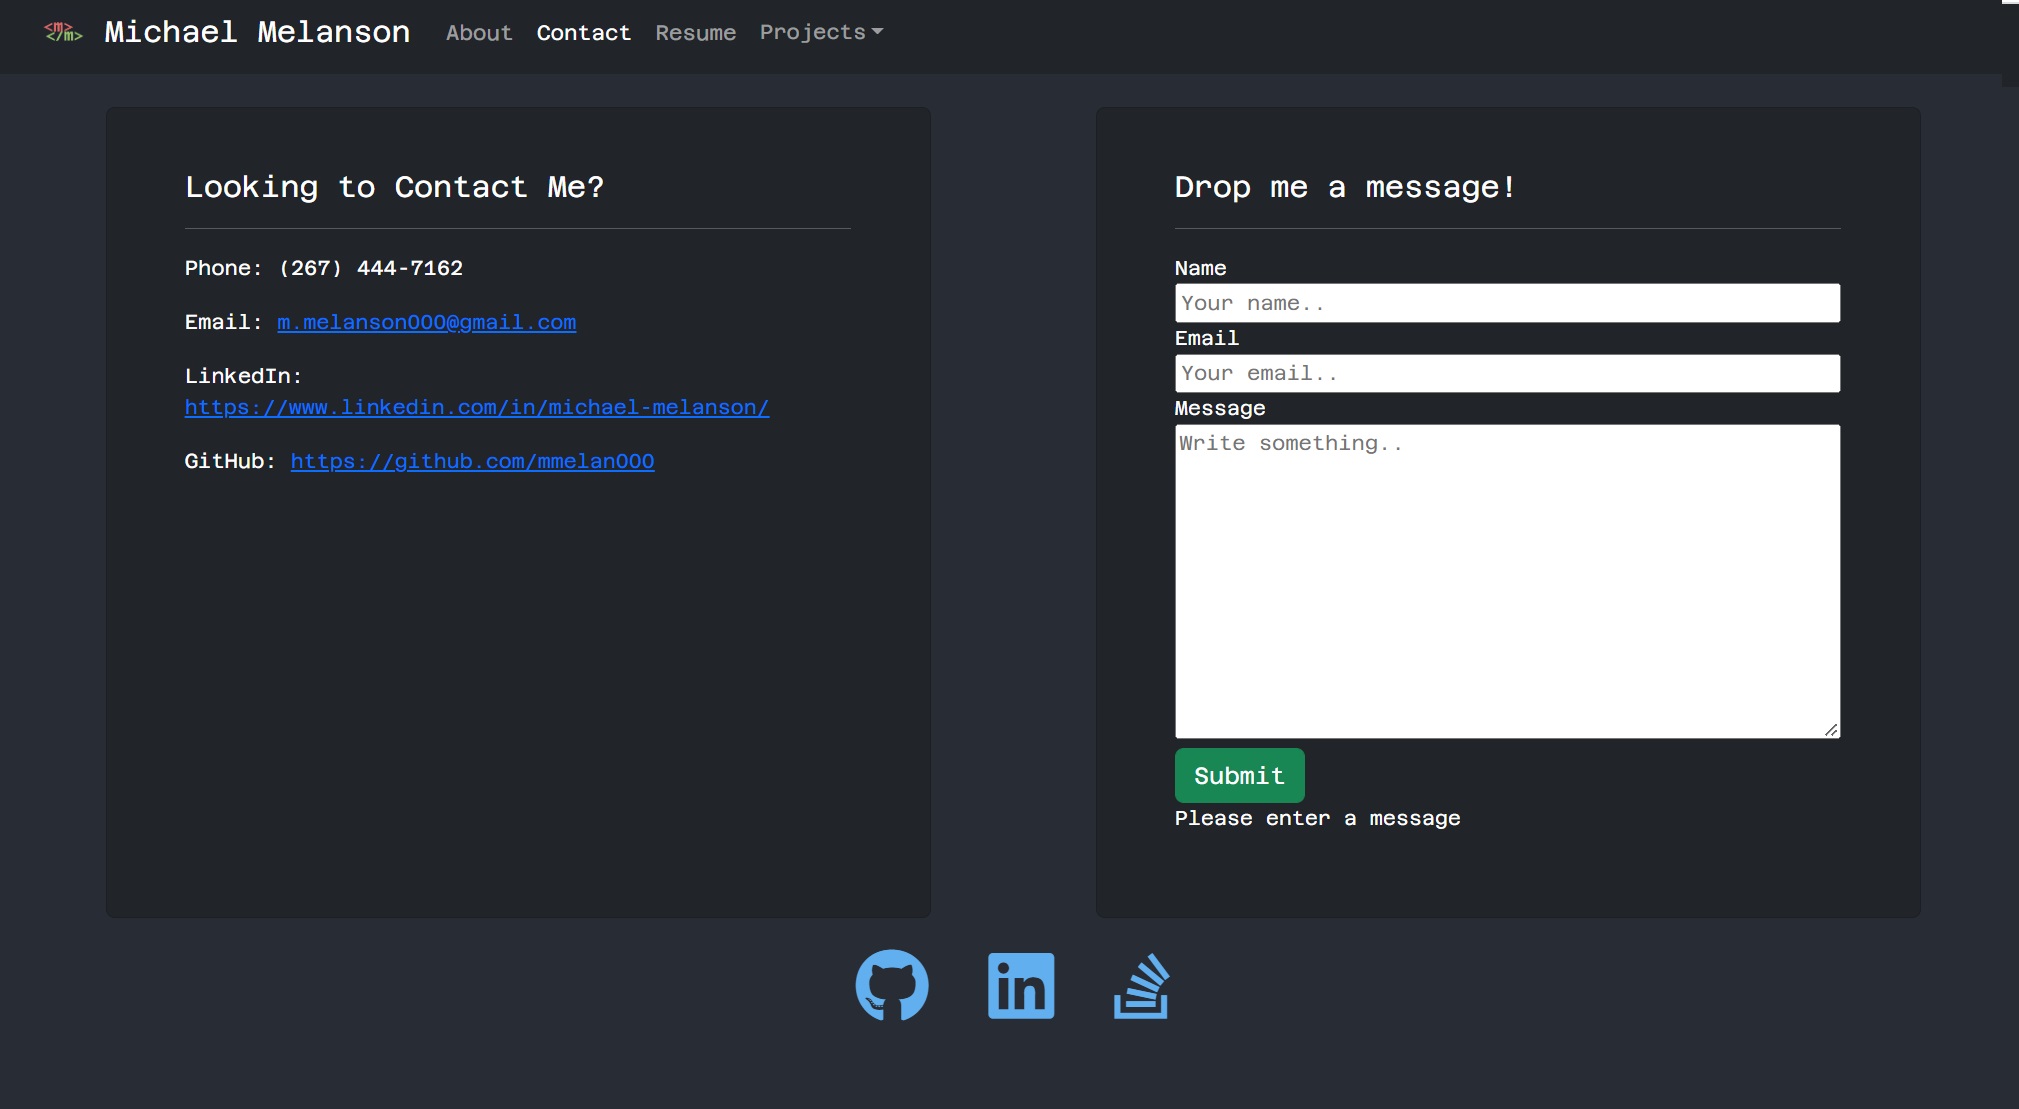 <m>
</m>
Michael Melanson About Contact Resume Projects
Looking to Contact Me?
Phone: (267) 444-7162
Email: m.melanson000@gmail.com
LinkedIn:
https://www.linkedin.com/in/michael-melanson/
GitHub: https://github.com/mmelan000
Drop me a message!
Name
Your name..
Email
Your email..
Message
Write something..
Submit
Please enter a message
in